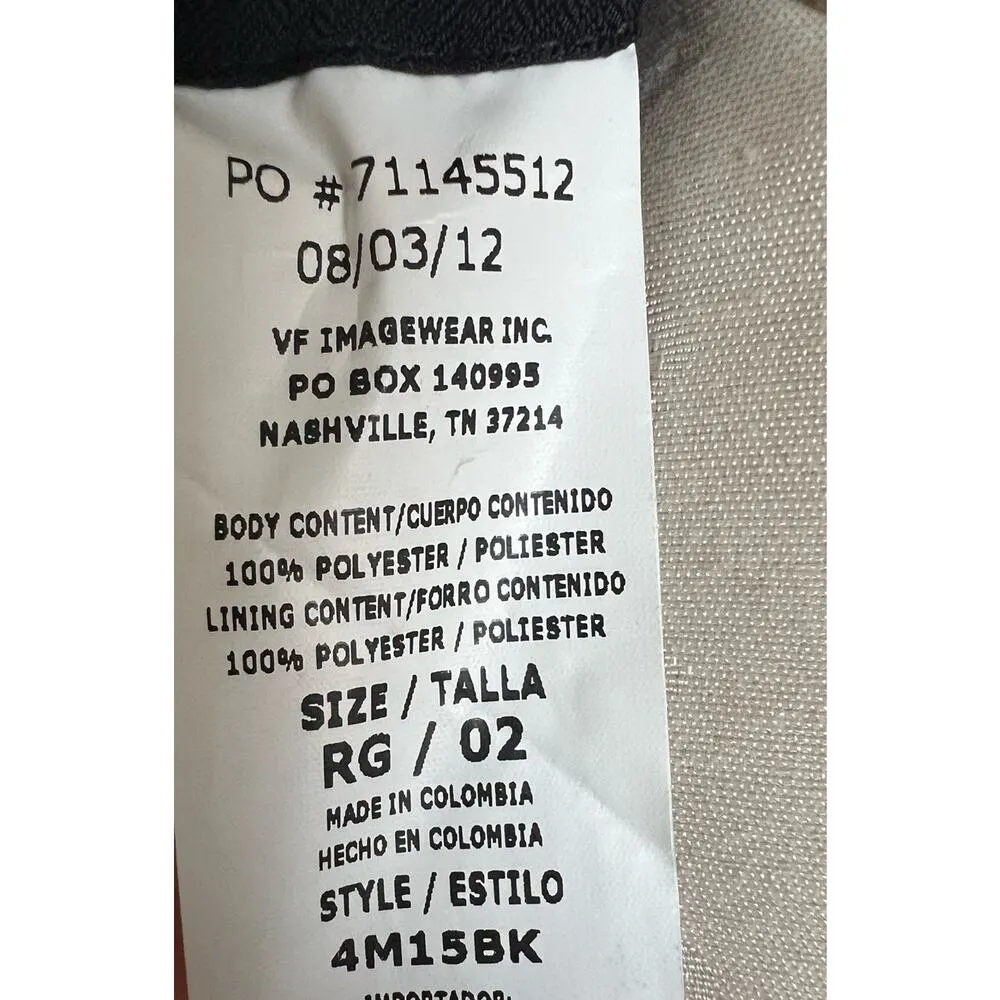 PO #71145512
08/03/12
VF IMAGEWEAR INC.
PO BOX 140995
NASHVILLE, TN 37214
BODY CONTENT/CUERPO CONTENIDO
100% POLYESTER / POLIESTER
LINING CONTENT/FORRO CONTENIDO
100% POLYESTER / POLIESTER
SIZE / TALLA
RG / 02
MADE IN COLOMBIA
HECHO EN COLOMBIA
STYLE / ESTILO
4M15BK
IMPORTADOR: